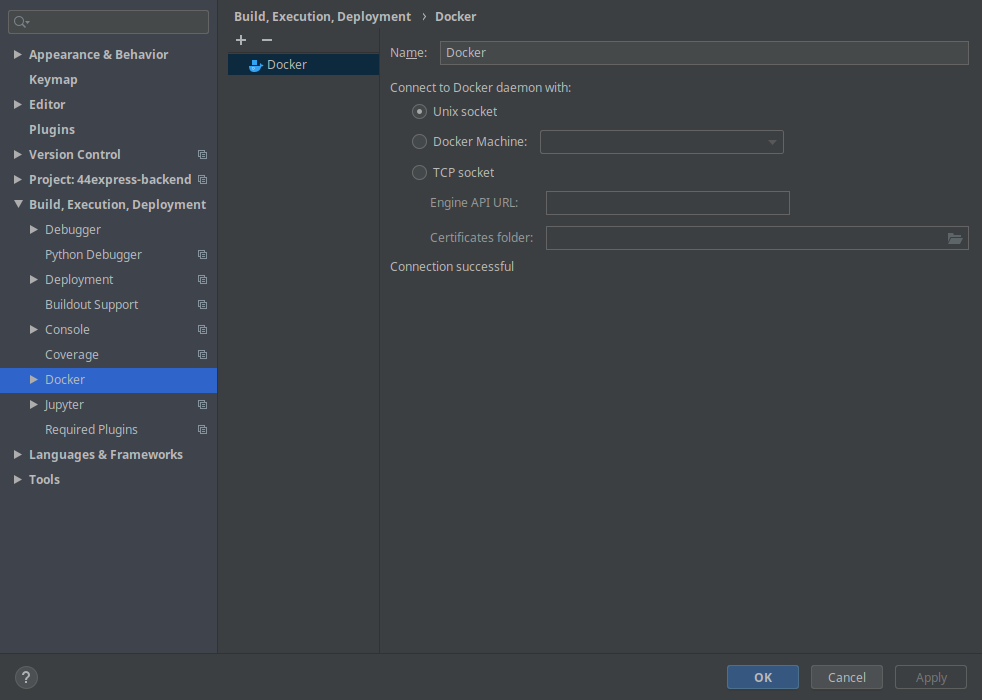 Build, Execution, Deployment › Docker
Appearance & Behavior
Keymap
Editor
Plugins
Version Control
Project: 44express-backend
Build, Execution, Deployment
Debugger
Python Debugger
Deployment
Buildout Support
Console
Coverage
Docker
Jupyter
Required Plugins
Languages & Frameworks
Tools
Docker
Name: Docker
Connect to Docker daemon with:
Unix socket
Docker Machine:
TCP socket
Engine API URL:
Certificates folder:
Connection successful
? OK Cancel Apply